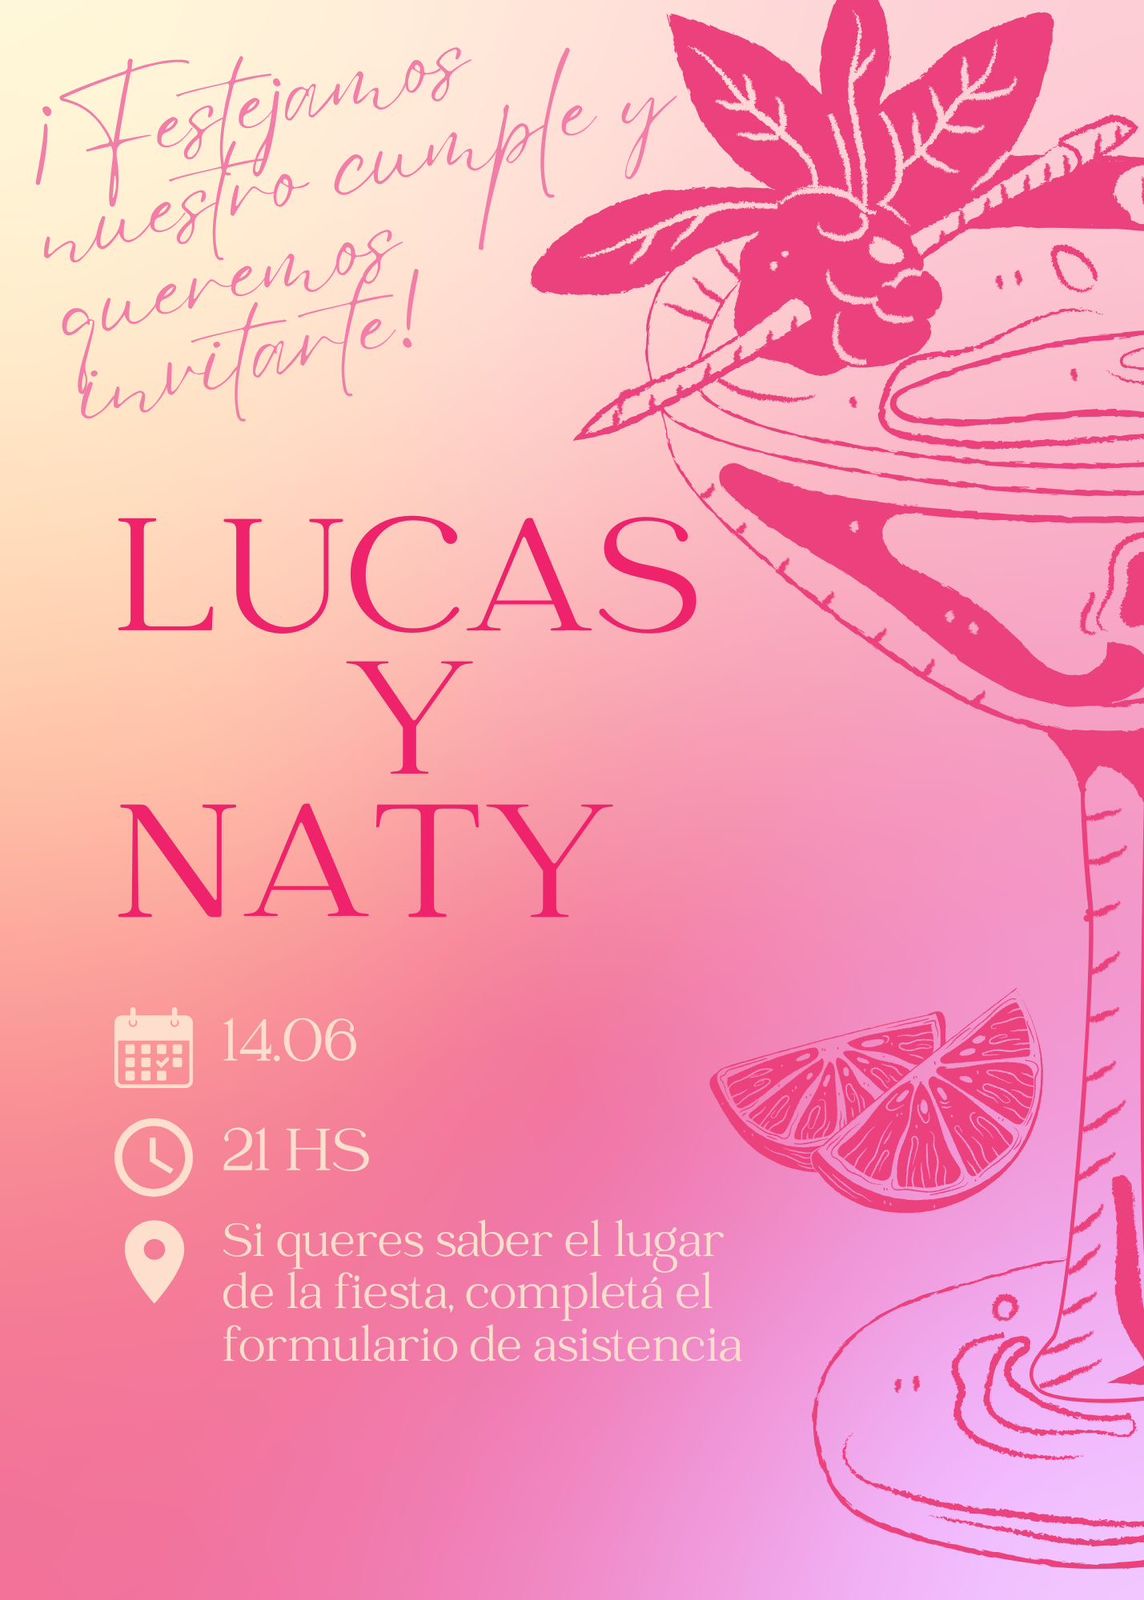 ¡Festejamos
nuestro cumple y
queremos
invitarte!
LUCAS
Y
NATY
14.06
21 HS
Si queres saber el lugar
de la fiesta, completá el
formulario de asistencia